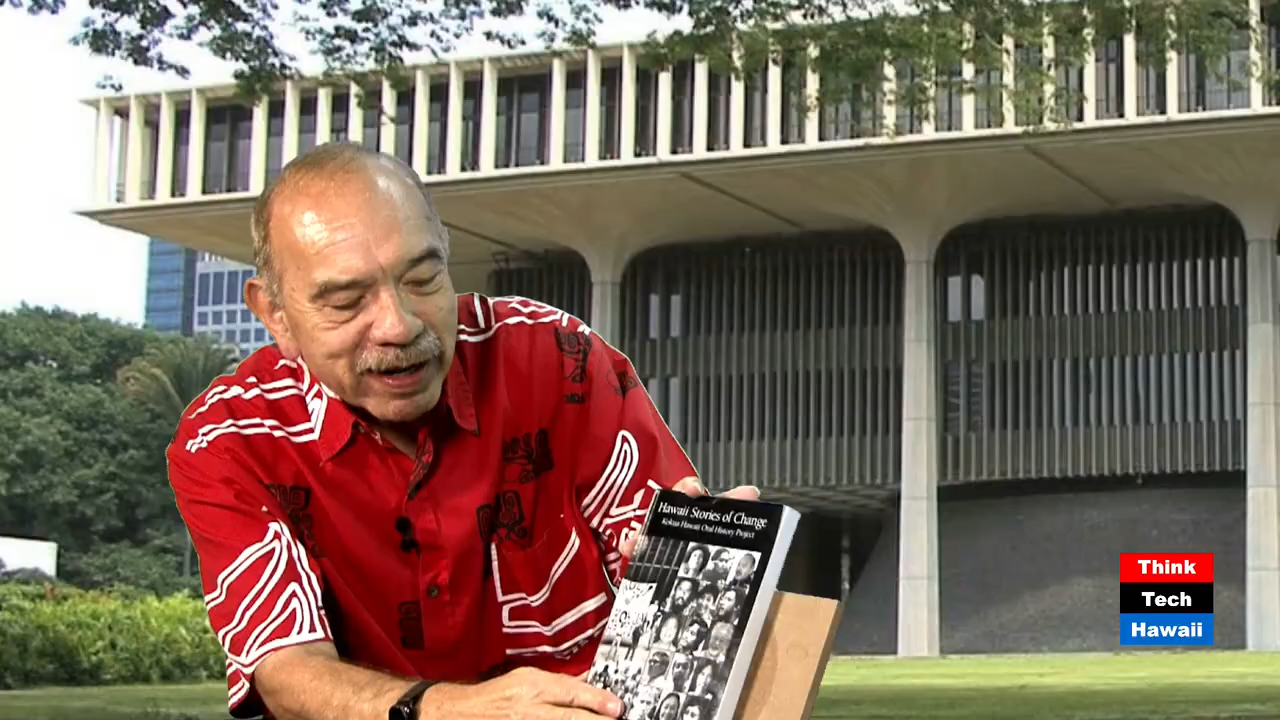 Hawaii Stories of Change
Kokua Hawaii Oral History Project
Think
Tech
Hawaii